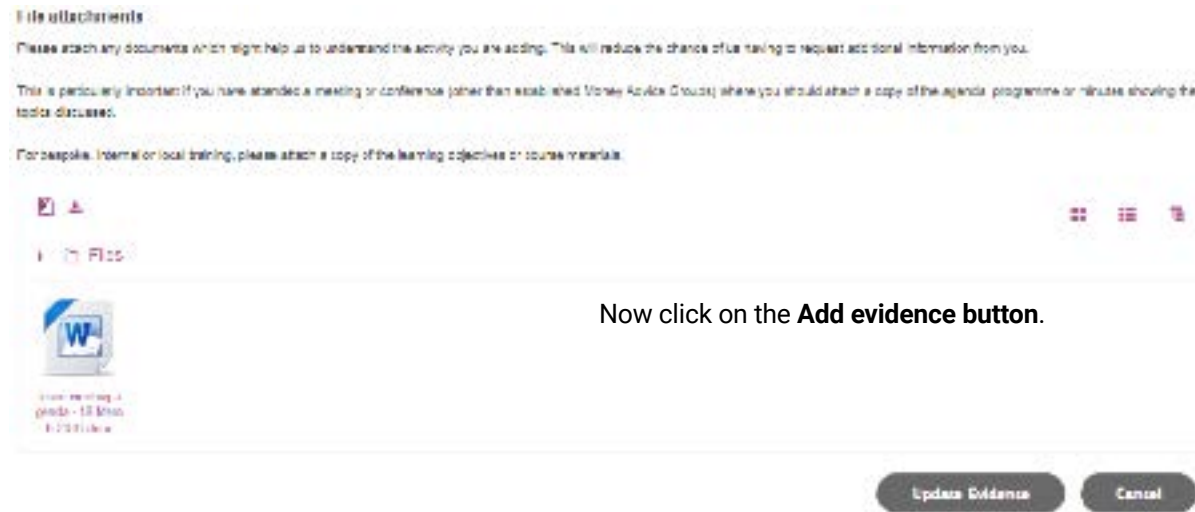 File attachments
Please attach any documents which might help us to understand the activity you are adding. This will reduce the chance of us having to request additional information from you.
This is particularly important if you have attended a meeting or conference (other than established Money Advice Groups) where you should attach a copy of the agenda, programme or minutes showing the
topics discussed.
For bespoke, internal or local training, please attach a copy of the learning objectives or course materials.
Files
Now click on the Add evidence button.
W
Update Evidence Cancel